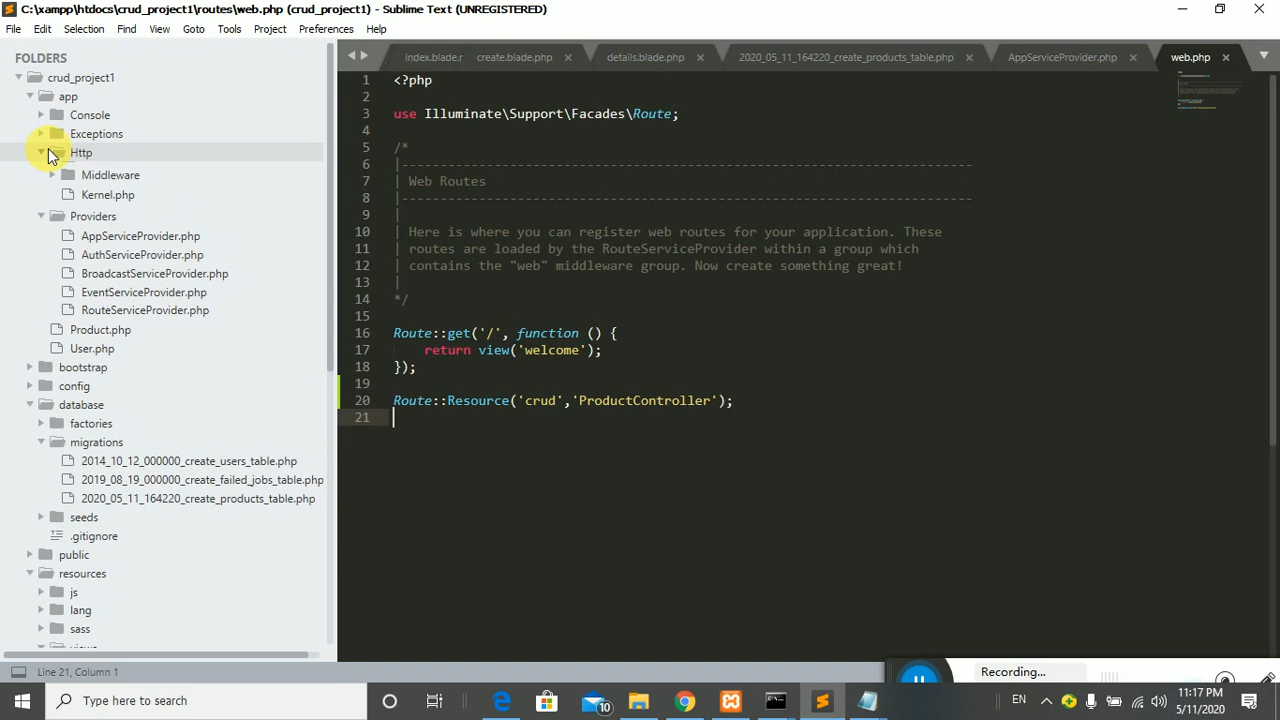 C:\xampp\htdocs\crud_project1\routes\web.php (crud_project1) - Sublime Text (UNREGISTERED)
File Edit Selection View Goto Tools Project Preferences Help
FOLDERS
crud_project1
app
Console
Exceptions
Http
Middleware
Kernel.php
Providers
AppServiceProvider.php
AuthServiceProvider.php
BroadcastServiceProvider.php
EventServiceProvider.php
RouteServiceProvider.php
Product.php
User.php
bootstrap
config
database
factories
migrations
2014_10_12_000000_create_users_table.php
2019_08_19_000000_create_failed_jobs_table.php
2020_05_11_164220_create_products_table.php
seeds
.gitignore
public
resources
js
lang
sass
index.blade.r create.blade.php details.blade.php 2020_05_11_164220_create_products_table.php AppServiceProvider.php web.php
1 <?php
2
3 use Illuminate\Support\Facades\Route;
4
5 /*
6 |--------------------------------------------------------------------------
7 | Web Routes
8 |--------------------------------------------------------------------------
9 |
10 | Here is where you can register web routes for your application. These
11 | routes are loaded by the RouteServiceProvider within a group which
12 | contains the "web" middleware group. Now create something great!
13 |
14 */
15
16 Route::get('/', function () {
17 return view('welcome');
18 });
19
20 Route::Resource('crud','ProductController');
21
Line 21, Column 1
Recording...
Type here to search
10
EN
11:17 PM
5/11/2020